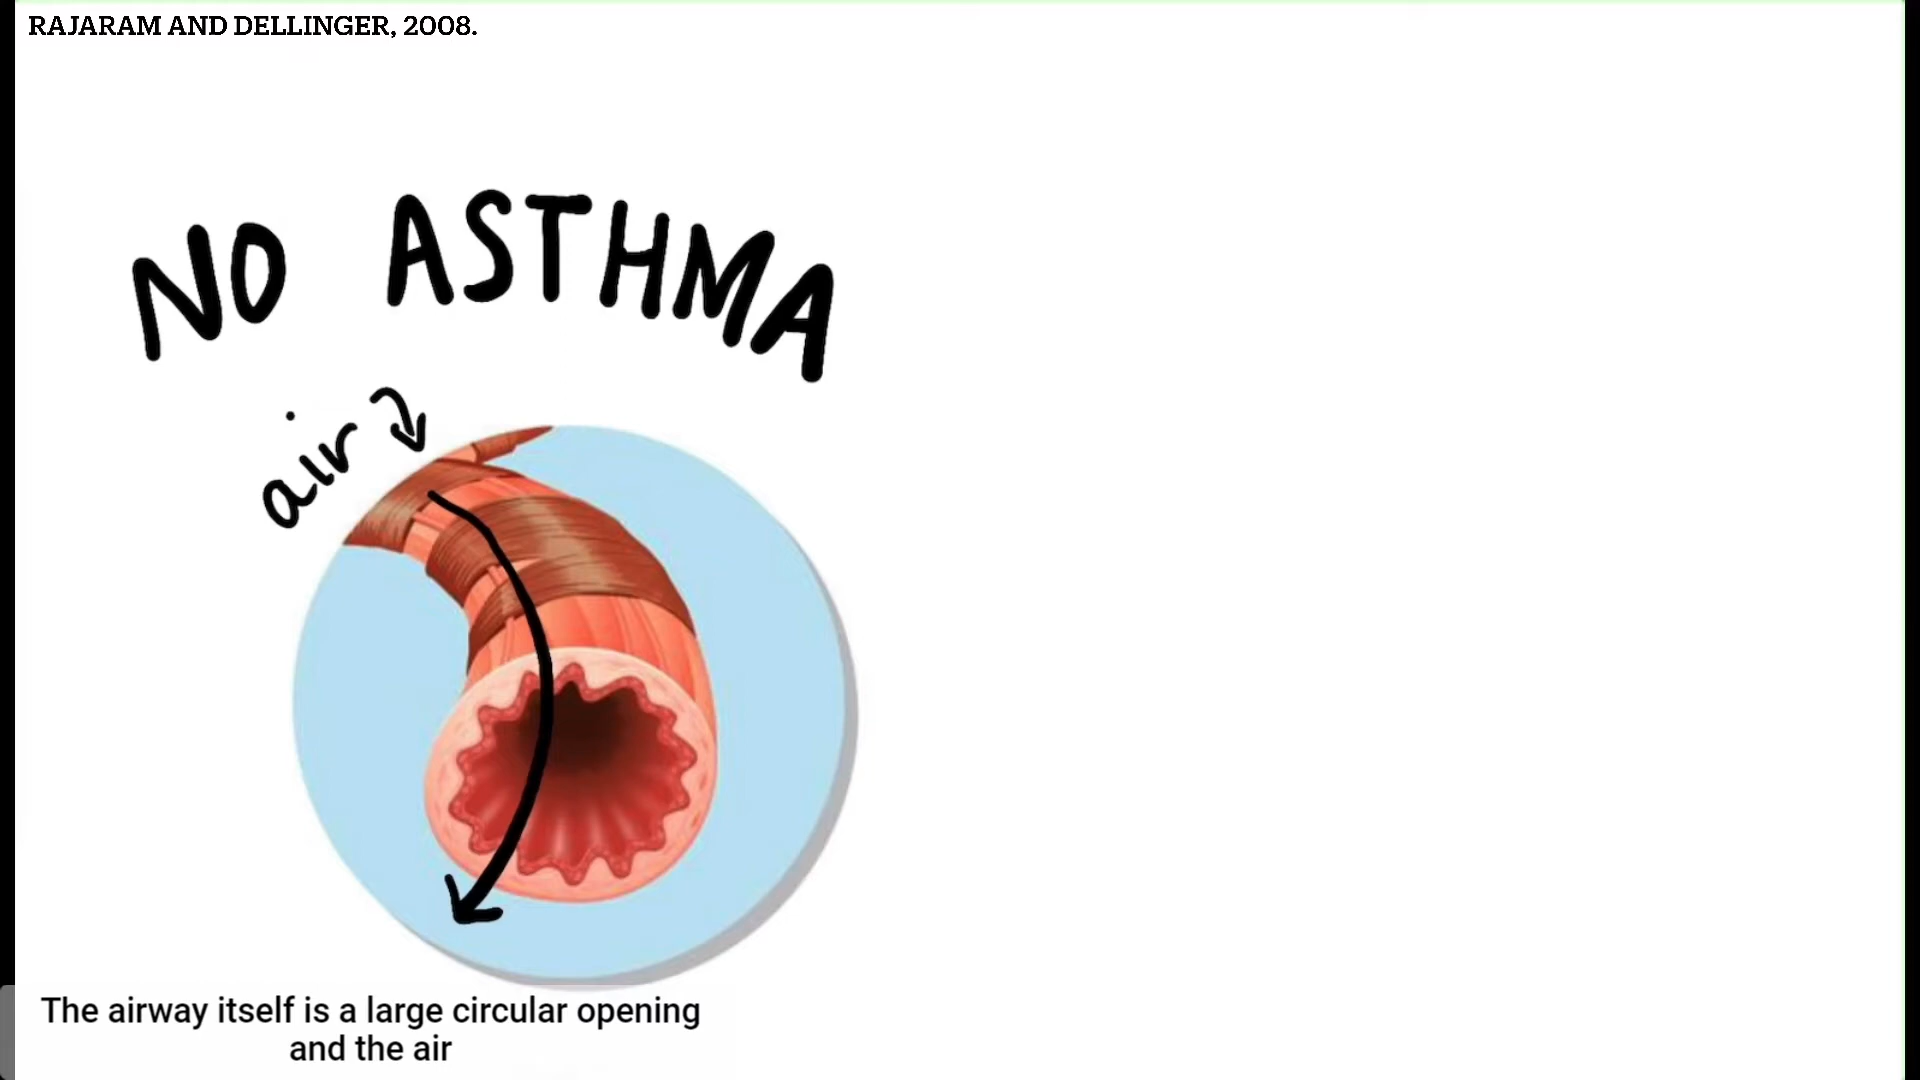 RAJARAM AND DELLINGER, 2008.
NO ASTHMA
air
The airway itself is a large circular opening
and the air